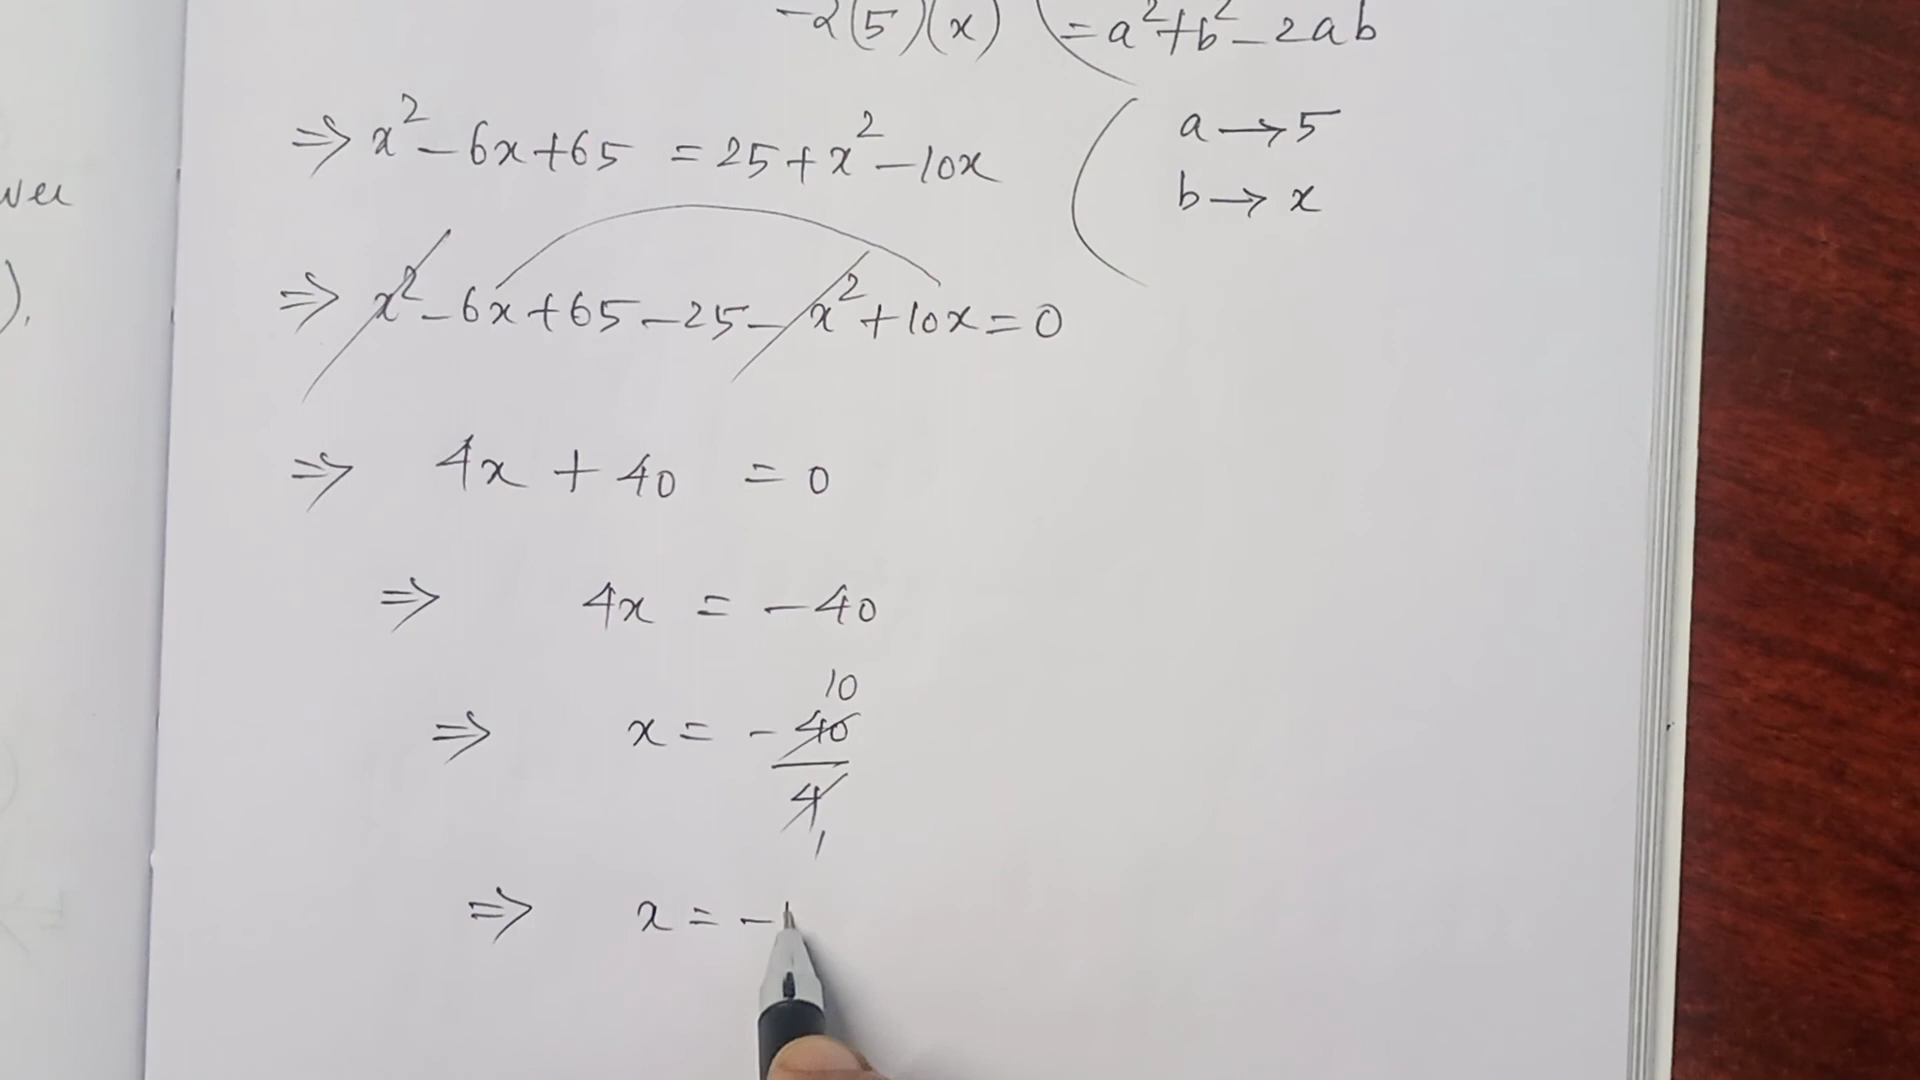 -2(5)(x) = a² + b² - 2ab
⇒ x² - 6x + 65 = 25 + x² - 10x
a → 5
b → x
⇒ x² - 6x + 65 - 25 - x² + 10x = 0
⇒ 4x + 40 = 0
⇒ 4x = -40
10
⇒ x = -40/4
1
⇒ x = -1